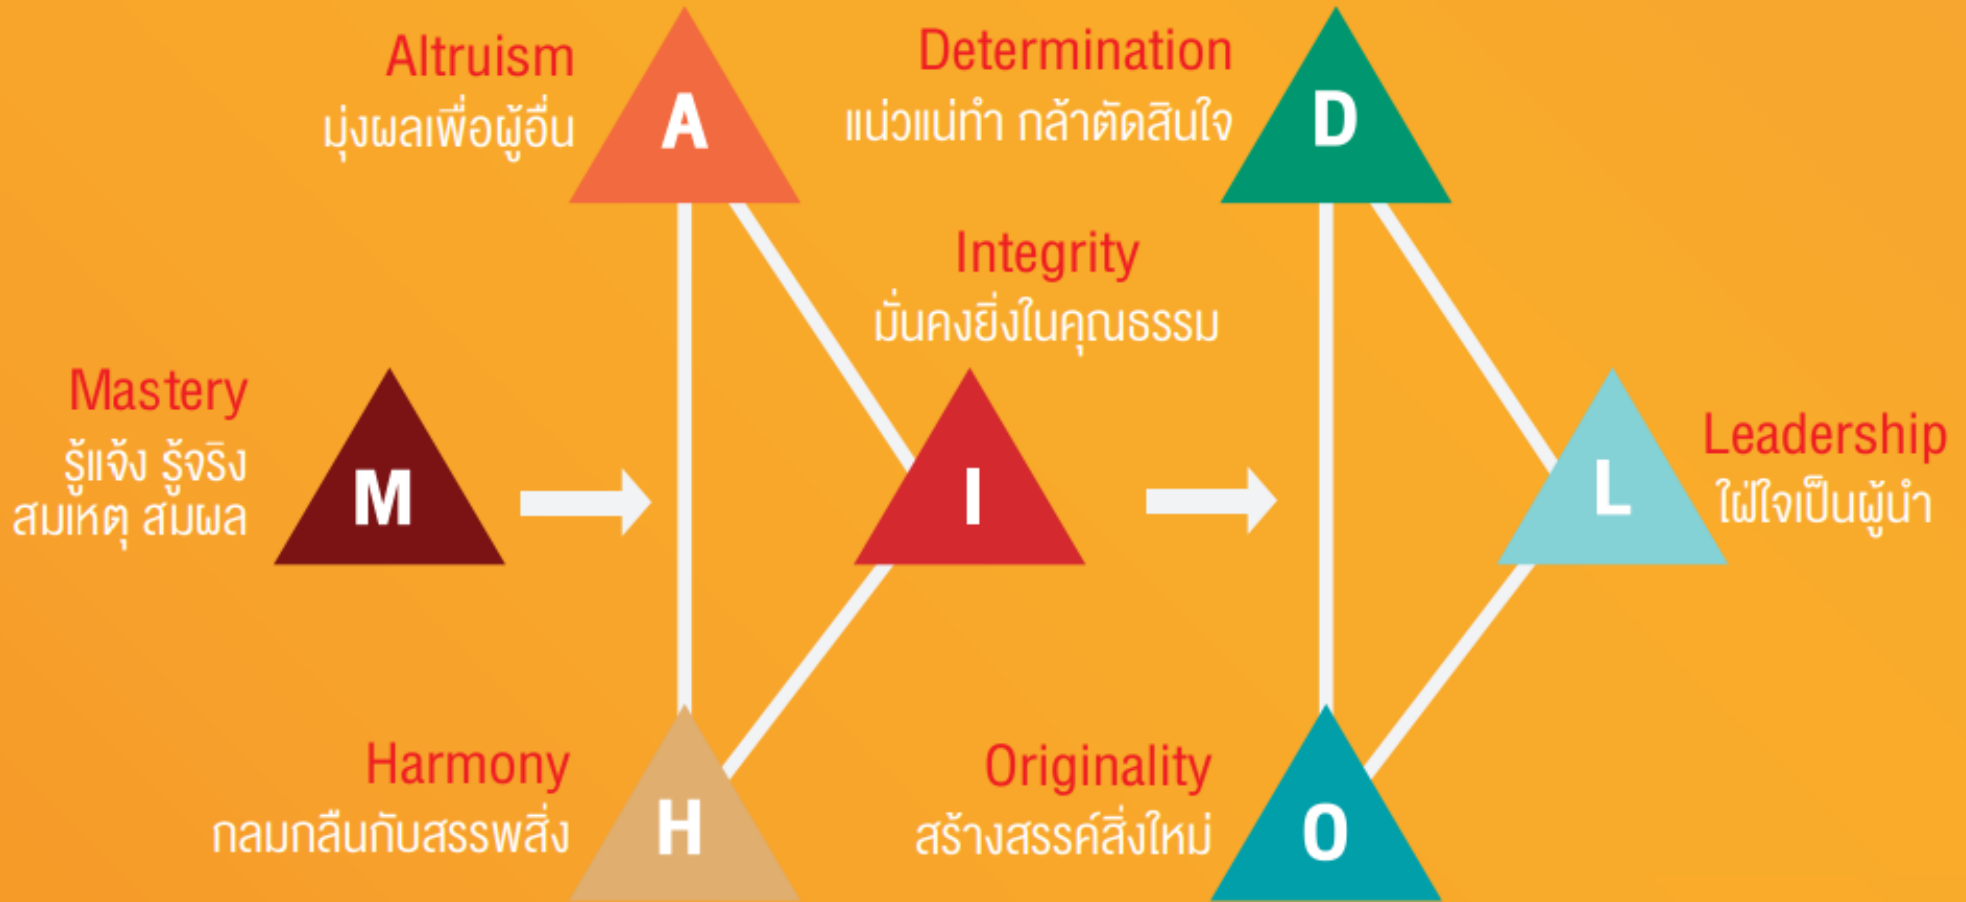 Altruism
มุ่งผลเพื่อผู้อื่น
A
Determination
แน่วแน่ทำ กล้าตัดสินใจ
D
Integrity
มั่นคงยิ่งในคุณธรรม
I
Mastery
รู้แจ้ง รู้จริง
สมเหตุ สมผล
M
Leadership
ใฝ่ใจเป็นผู้นำ
L
Harmony
กลมกลืนกับสรรพสิ่ง
H
Originality
สร้างสรรค์สิ่งใหม่
O